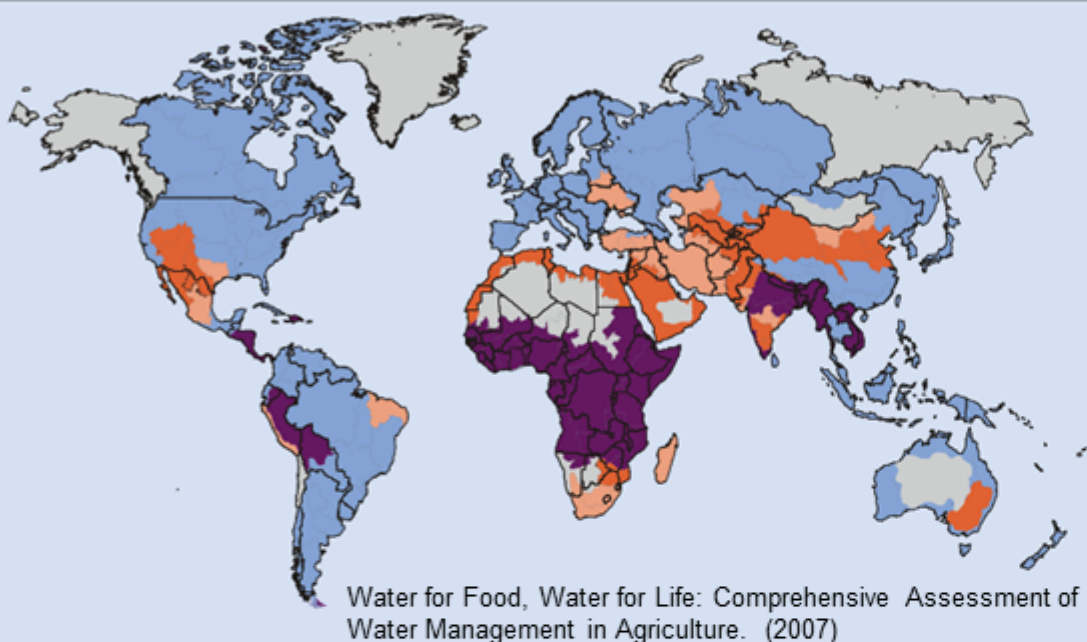 Water for Food, Water for Life: Comprehensive Assessment of
Water Management in Agriculture. (2007)